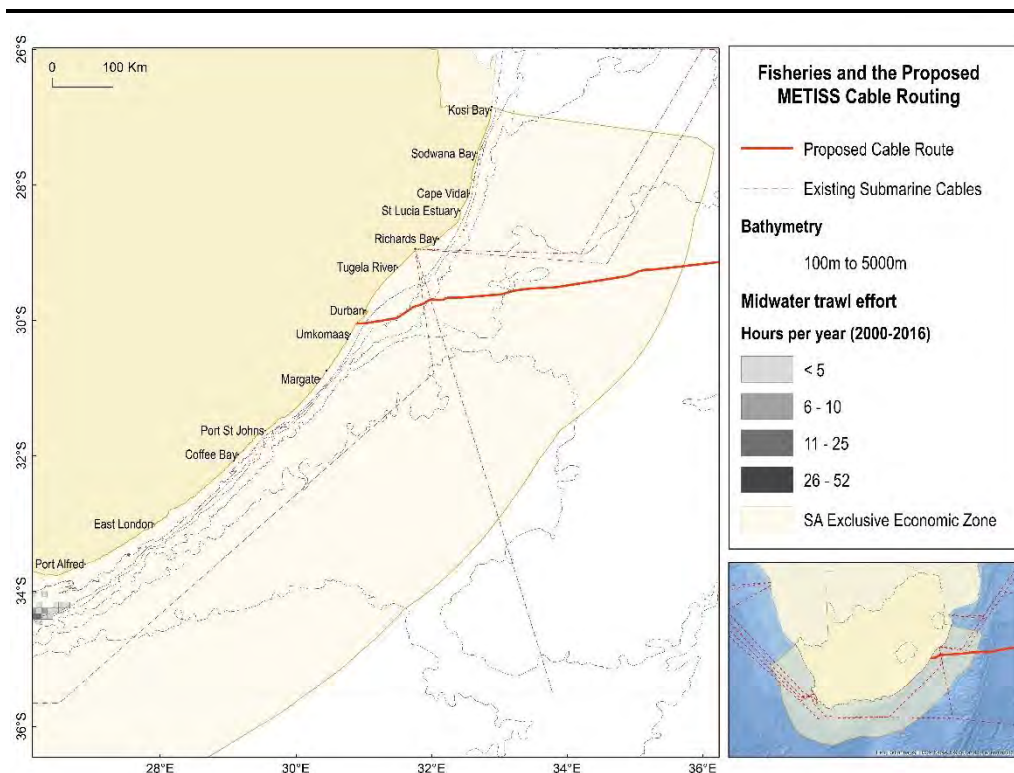 26°S
28°S
30°S
32°S
34°S
36°S
0 100 Km
Kosi Bay
Sodwana Bay
Cape Vidal
St Lucia Estuary
Richards Bay
Tugela River
Durban
Umkomaas
Margate
Port St Johns
Coffee Bay
East London
Port Alfred
28°E 30°E 32°E 34°E 36°E
Fisheries and the Proposed
METISS Cable Routing
Proposed Cable Route
Existing Submarine Cables
Bathymetry
100m to 5000m
Midwater trawl effort
Hours per year (2000-2016)
< 5
6 - 10
11 - 25
26 - 52
SA Exclusive Economic Zone